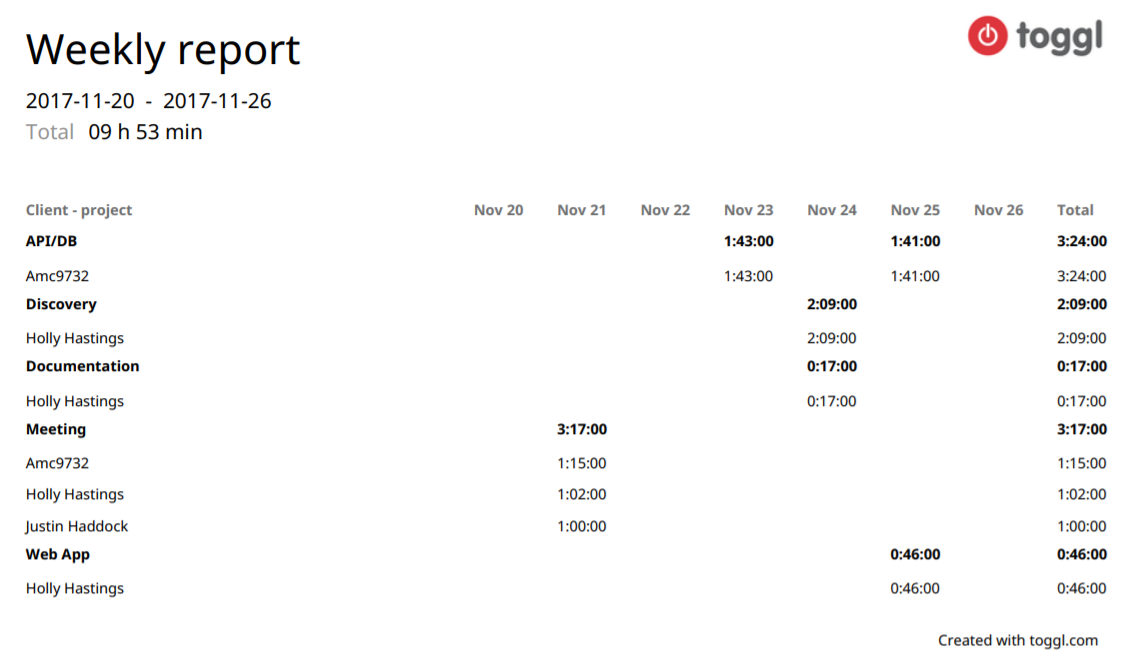 Weekly report
toggl
2017-11-20 - 2017-11-26
Total 09 h 53 min
Client - project Nov 20 Nov 21 Nov 22 Nov 23 Nov 24 Nov 25 Nov 26 Total
API/DB 1:43:00 1:41:00 3:24:00
Amc9732 1:43:00 1:41:00 3:24:00
Discovery 2:09:00 2:09:00
Holly Hastings 2:09:00 2:09:00
Documentation 0:17:00 0:17:00
Holly Hastings 0:17:00 0:17:00
Meeting 3:17:00 3:17:00
Amc9732 1:15:00 1:15:00
Holly Hastings 1:02:00 1:02:00
Justin Haddock 1:00:00 1:00:00
Web App 0:46:00 0:46:00
Holly Hastings 0:46:00 0:46:00
Created with toggl.com